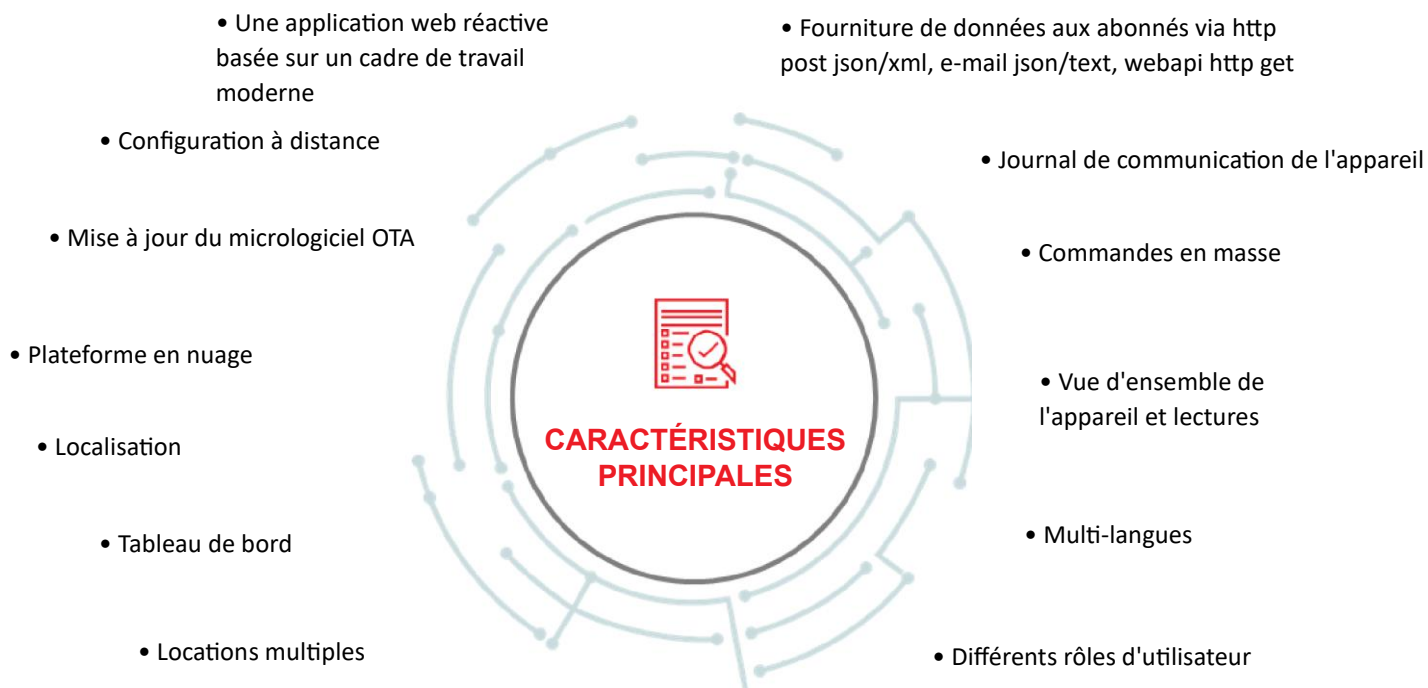 • Une application web réactive
basée sur un cadre de travail
moderne
• Configuration à distance
• Mise à jour du micrologiciel OTA
• Plateforme en nuage
• Localisation
• Tableau de bord
• Locations multiples
CARACTÉRISTIQUES
PRINCIPALES
• Fourniture de données aux abonnés via http
post json/xml, e-mail json/text, webapi http get
• Journal de communication de l'appareil
• Commandes en masse
• Vue d'ensemble de
l'appareil et lectures
• Multi-langues
• Différents rôles d'utilisateur